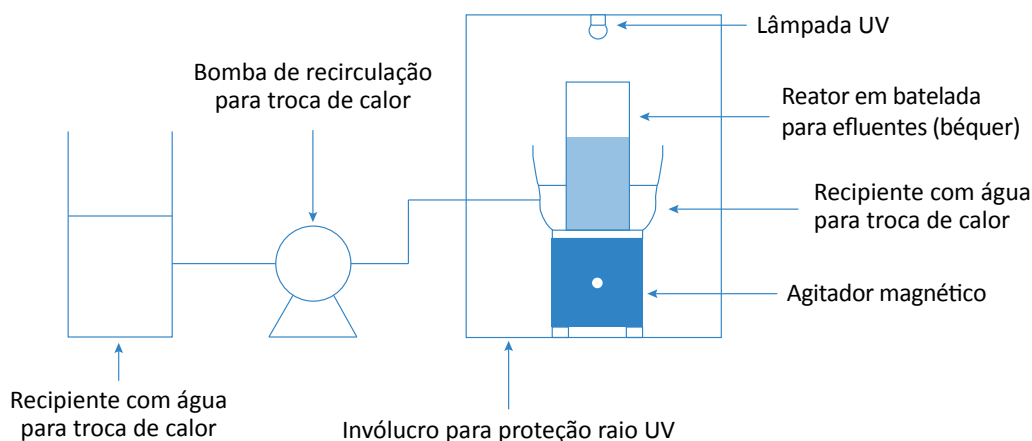 Lâmpada UV
Bomba de recirculação
para troca de calor
Reator em batelada
para efluentes (béquer)
Recipiente com água
para troca de calor
Agitador magnético
Recipiente com água
para troca de calor
Invólucro para proteção raio UV